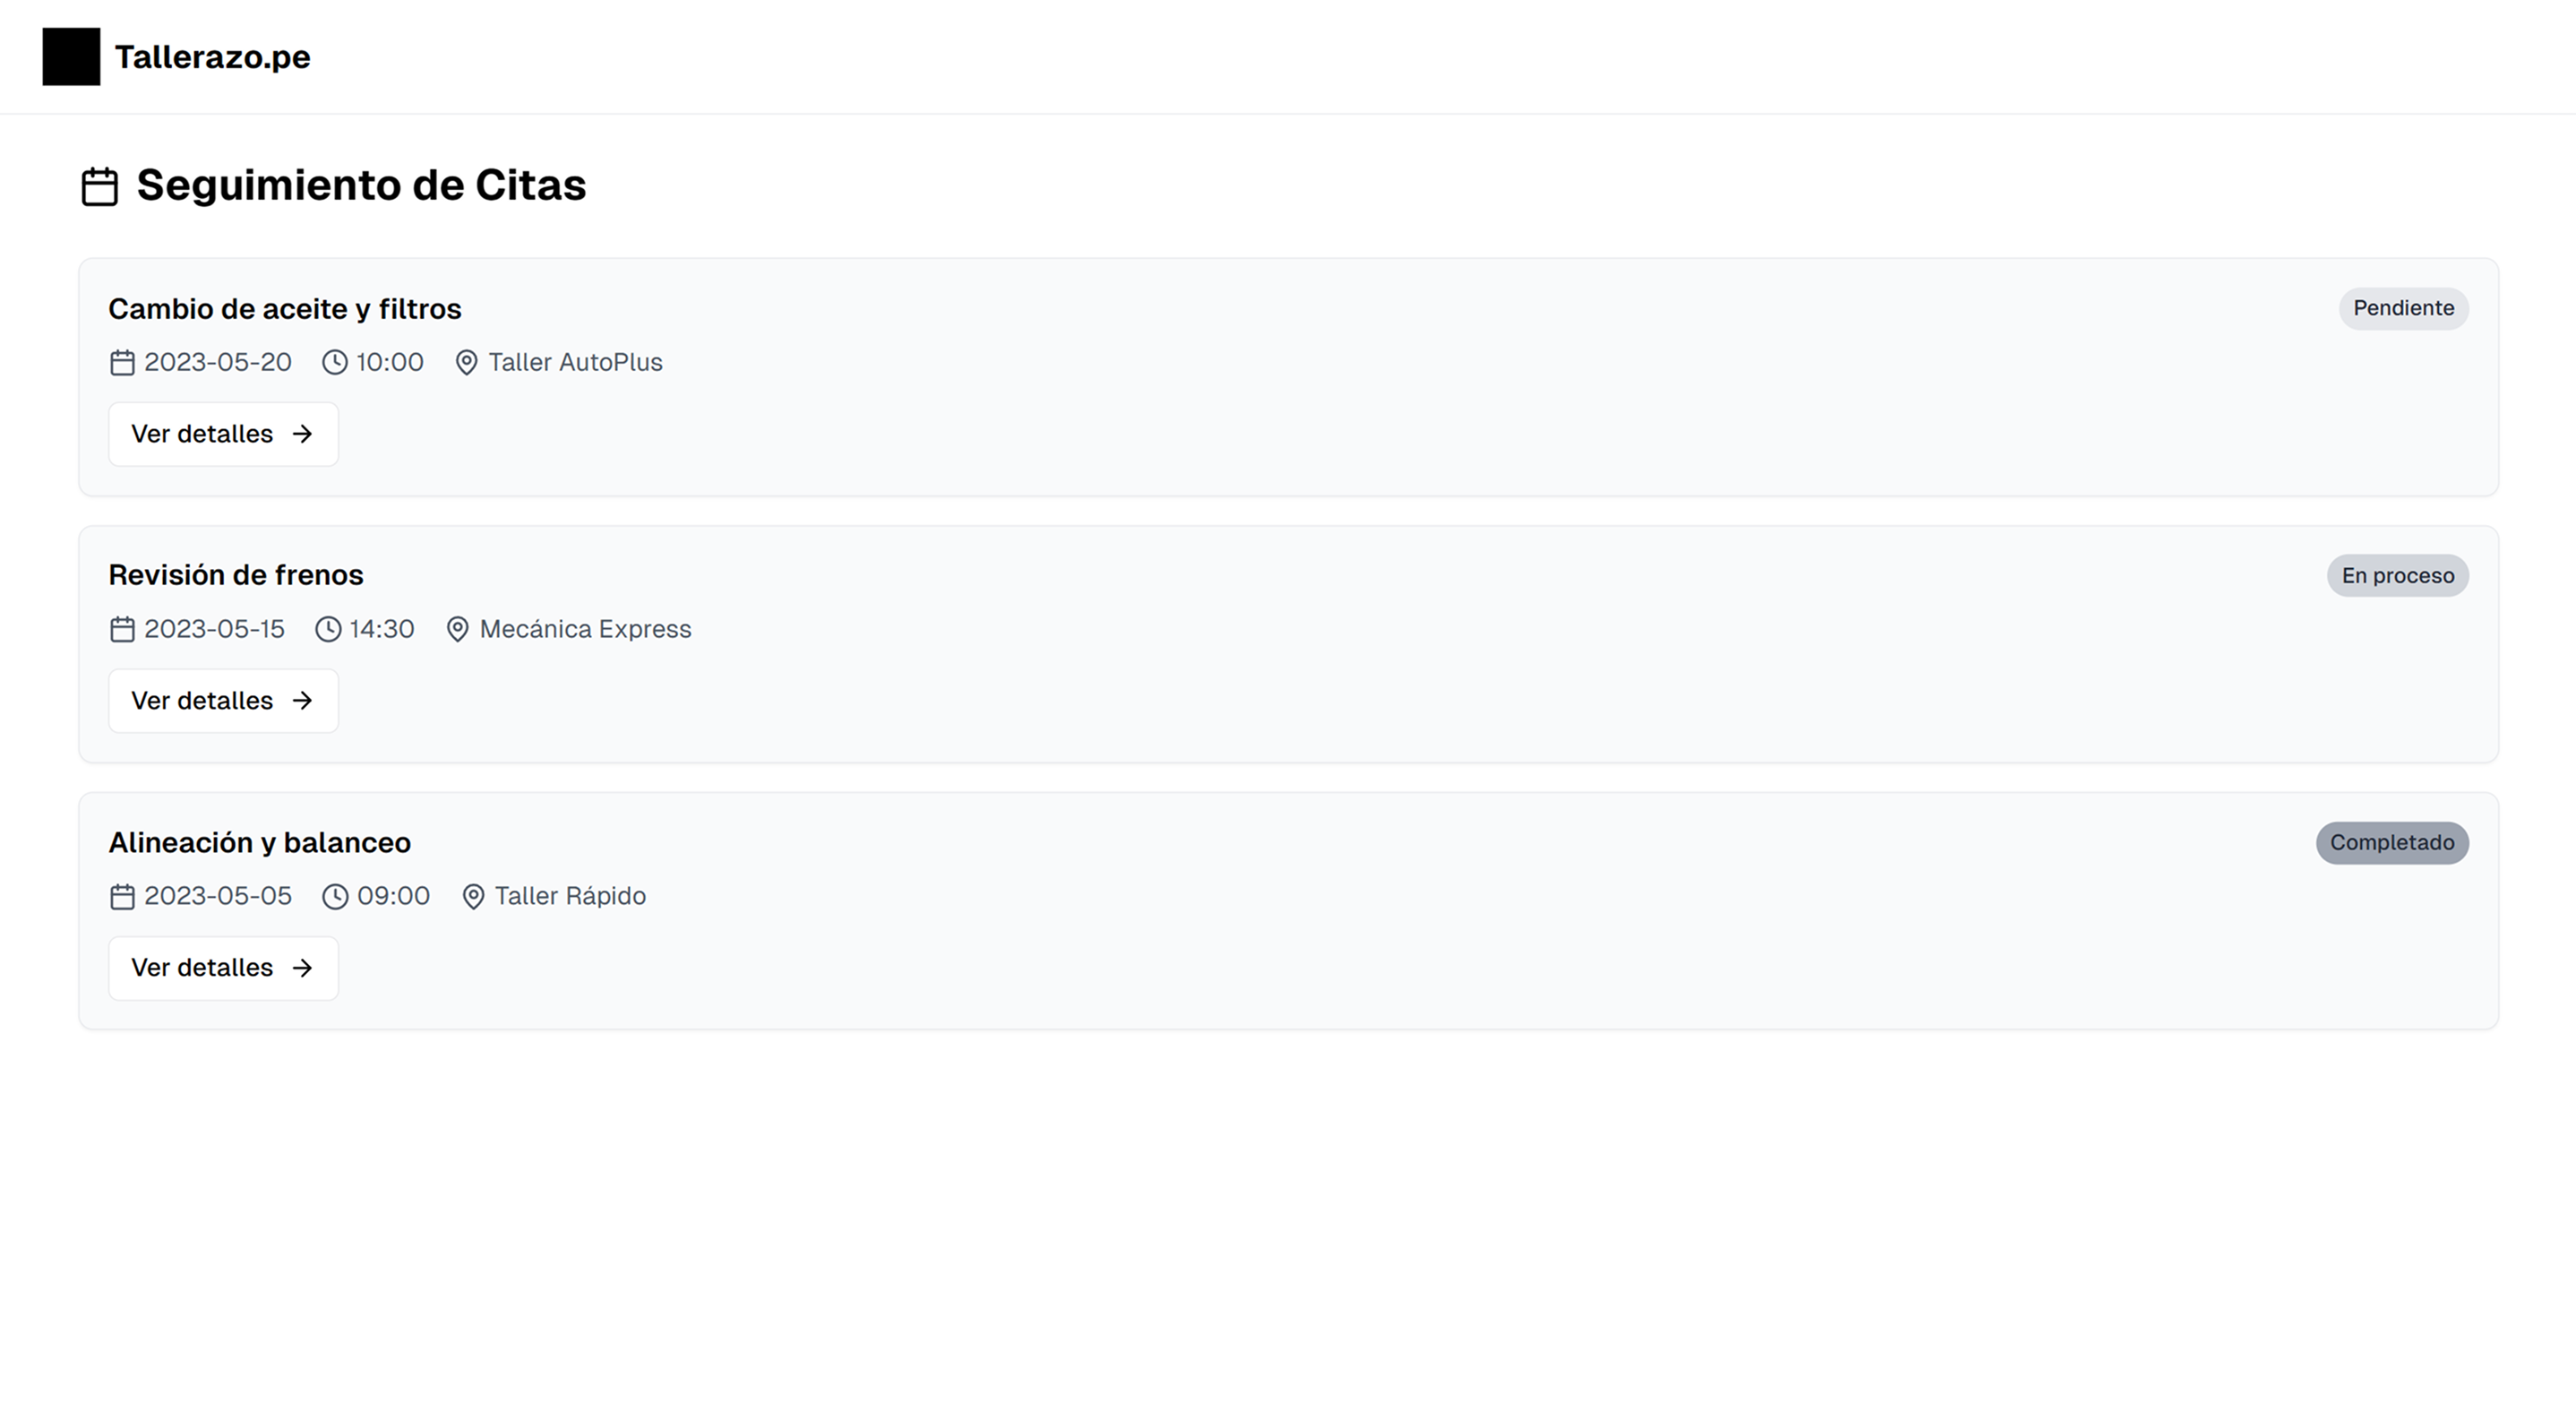 Tallerazo.pe
Seguimiento de Citas
Cambio de aceite y filtros
Pendiente
2023-05-20 10:00 Taller AutoPlus
Ver detalles
Revisión de frenos
En proceso
2023-05-15 14:30 Mecánica Express
Ver detalles
Alineación y balanceo
Completado
2023-05-05 09:00 Taller Rápido
Ver detalles